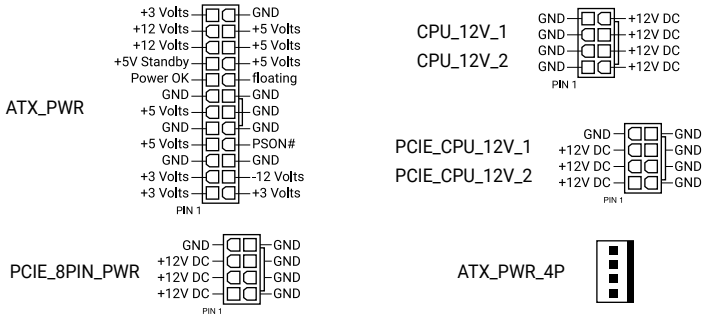 ATX_PWR
+3 Volts GND
+12 Volts +5 Volts
+12 Volts +5 Volts
+5V Standby +5 Volts
Power OK floating
GND GND
+5 Volts GND
GND GND
+5 Volts PSON#
GND GND
+3 Volts -12 Volts
+3 Volts +3 Volts
PIN 1
CPU_12V_1
CPU_12V_2
GND +12V DC
GND +12V DC
GND +12V DC
GND +12V DC
PIN 1
PCIE_CPU_12V_1
PCIE_CPU_12V_2
GND GND
+12V DC GND
+12V DC GND
+12V DC GND
PIN 1
PCIE_8PIN_PWR
GND GND
+12V DC GND
+12V DC GND
+12V DC GND
PIN 1
ATX_PWR_4P